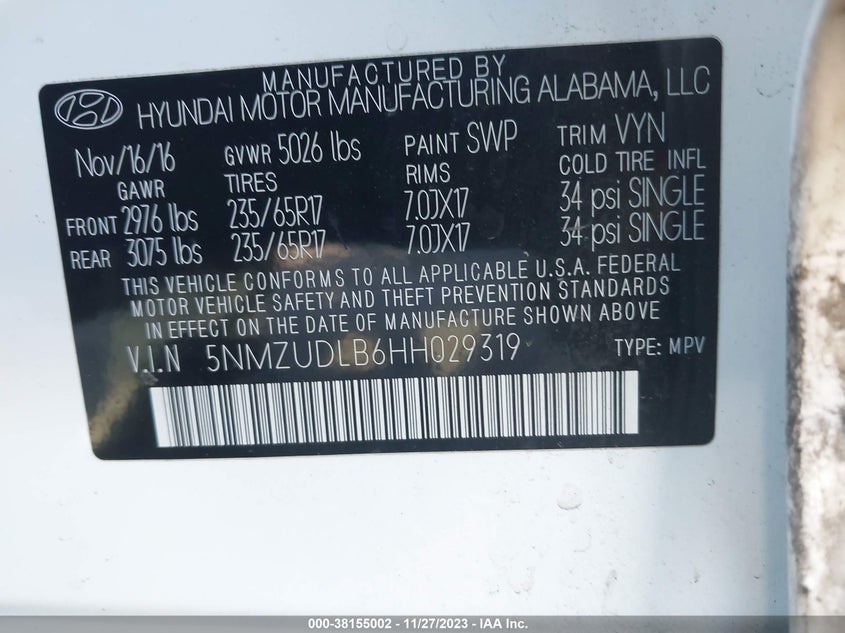 MANUFACTURED BY
HYUNDAI MOTOR MANUFACTURING ALABAMA, LLC
Nov/16/16 GVWR 5026 lbs PAINT SWP TRIM VYN
GAWR TIRES RIMS COLD TIRE INFL
FRONT 2976 lbs 235/65R17 7.0JX17 34 psi SINGLE
REAR 3075 lbs 235/65R17 7.0JX17 34 psi SINGLE
THIS VEHICLE CONFORMS TO ALL APPLICABLE U.S.A. FEDERAL
MOTOR VEHICLE SAFETY AND THEFT PREVENTION STANDARDS
IN EFFECT ON THE DATE OF MANUFACTURE SHOWN ABOVE
V.I.N 5NMZUDLB6HH029319 TYPE: MPV
000-38155002 - 11/27/2023 - IAA Inc.